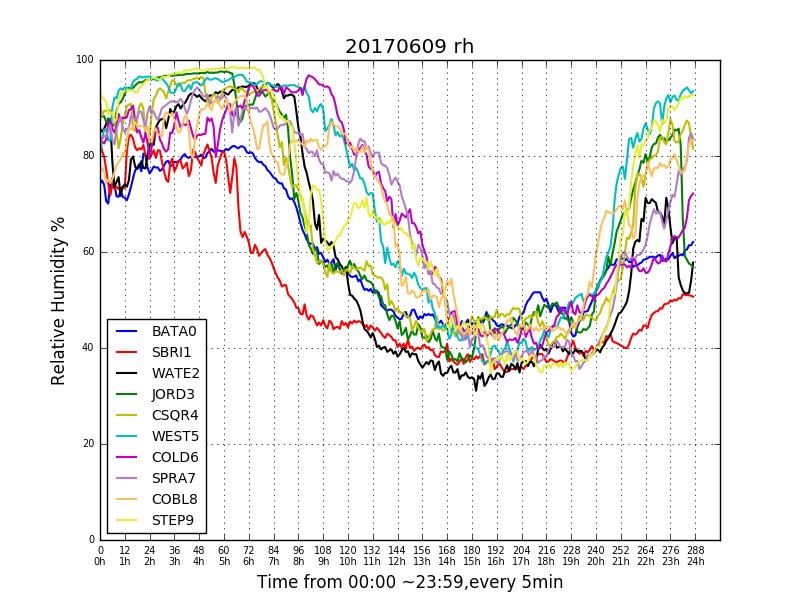 20170609 rh
100
80
60
40
20
0
Relative Humidity %
BATA0
SBRI1
WATE2
JORD3
CSQR4
WEST5
COLD6
SPRA7
COBL8
STEP9
0 12 24 36 48 60 72 84 96 108 120 132 144 156 168 180 192 204 216 228 240 252 264 276 288
0h 1h 2h 3h 4h 5h 6h 7h 8h 9h 10h 11h 12h 13h 14h 15h 16h 17h 18h 19h 20h 21h 22h 23h 24h
Time from 00:00 ~23:59,every 5min